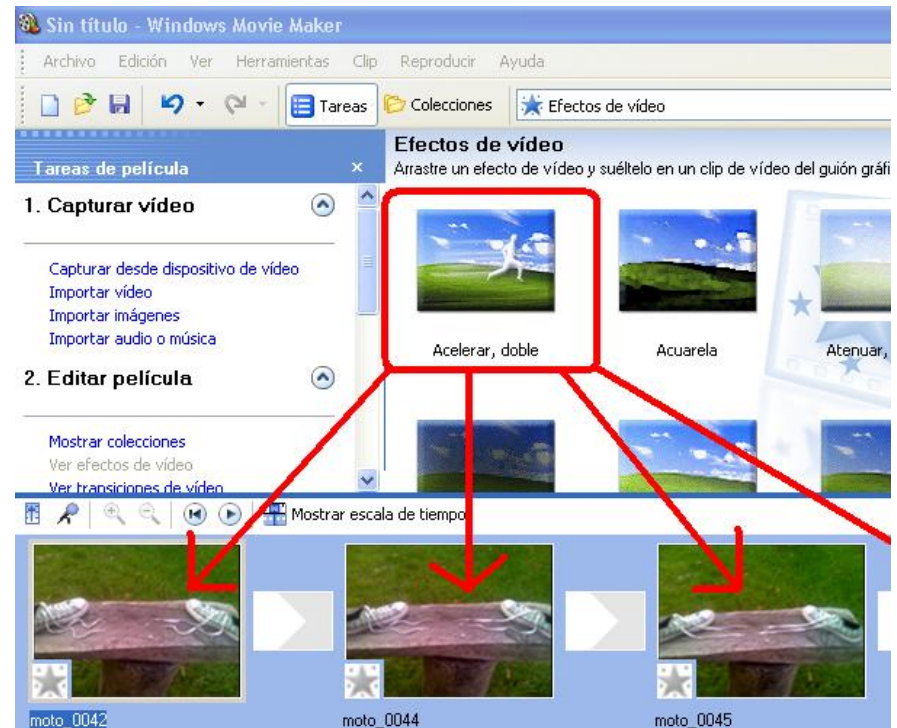 Sin título - Windows Movie Maker
Archivo Edición Ver Herramientas Clip Reproducir Ayuda
Tareas Colecciones Efectos de vídeo
Tareas de película
Efectos de vídeo
Arrastre un efecto de vídeo y suéltelo en un clip de vídeo del guión
1. Capturar vídeo
Capturar desde dispositivo de vídeo
Importar vídeo
Importar imágenes
Importar audio o música
Acelerar, doble
Acuarela
Atenuar,
2. Editar película
Mostrar colecciones
Ver efectos de vídeo
Ver transiciones de vídeo
Mostrar escala de tiempo
moto_0042
moto_0044
moto_0045